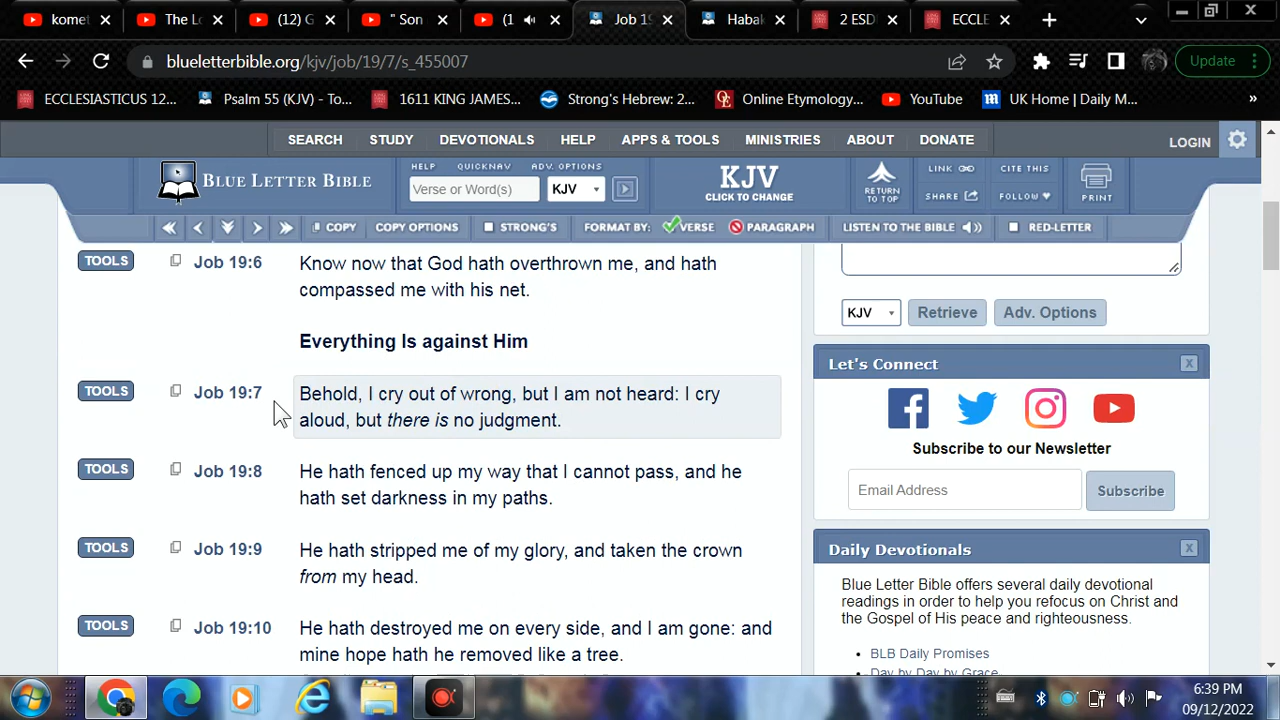 komet
The Lo
(12) G
" Son
(1
Job 19
Habak
2 ESD
ECCLE
blueletterbible.org/kjv/job/19/7/s_455007
Update
ECCLESIASTICUS 12...
Psalm 55 (KJV) - To...
1611 KING JAMES...
Strong's Hebrew: 2...
Online Etymology...
YouTube
UK Home | Daily M...
»
SEARCH STUDY DEVOTIONALS HELP APPS & TOOLS MINISTRIES ABOUT DONATE
LOGIN
BLUE LETTER BIBLE
HELP QUICKNAV ADV. OPTIONS
Verse or Word(s) KJV
KJV
CLICK TO CHANGE
RETURN
TO TOP
LINK
CITE THIS
SHARE
FOLLOW
PRINT
COPY COPY OPTIONS STRONG'S FORMAT BY: VERSE PARAGRAPH LISTEN TO THE BIBLE RED-LETTER
TOOLS Job 19:6 Know now that God hath overthrown me, and hath
compassed me with his net.
Everything Is against Him
TOOLS Job 19:7 Behold, I cry out of wrong, but I am not heard: I cry
aloud, but there is no judgment.
TOOLS Job 19:8 He hath fenced up my way that I cannot pass, and he
hath set darkness in my paths.
TOOLS Job 19:9 He hath stripped me of my glory, and taken the crown
from my head.
TOOLS Job 19:10 He hath destroyed me on every side, and I am gone: and
mine hope hath he removed like a tree.
KJV Retrieve Adv. Options
Let's Connect
Subscribe to our Newsletter
Email Address Subscribe
Daily Devotionals
Blue Letter Bible offers several daily devotional
readings in order to help you refocus on Christ and
the Gospel of His peace and righteousness.
BLB Daily Promises
Day by Day by Grace
6:39 PM
09/12/2022